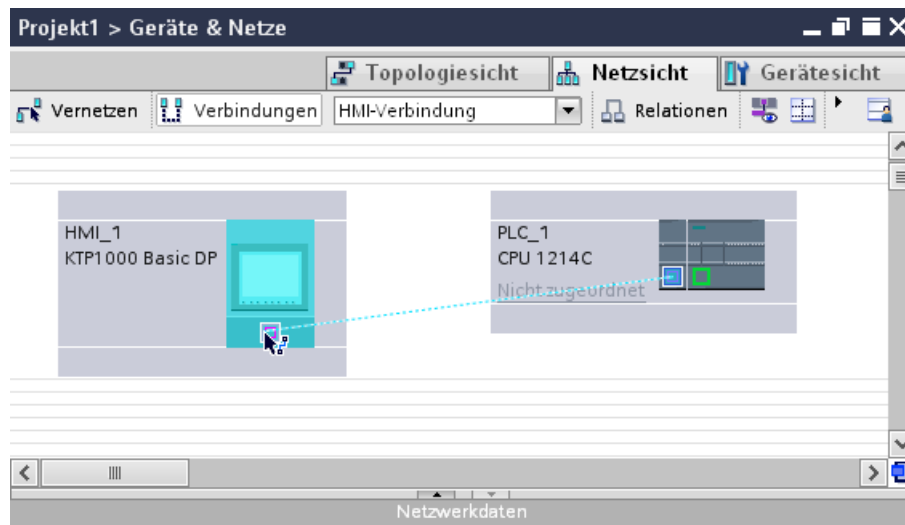 Projekt1 > Geräte & Netze
Topologiesicht Netzsicht Gerätesicht
Vernetzen Verbindungen HMI-Verbindung Relationen
HMI_1
KTP1000 Basic DP
PLC_1
CPU 1214C
Nicht zugeordnet
Netzwerkdaten